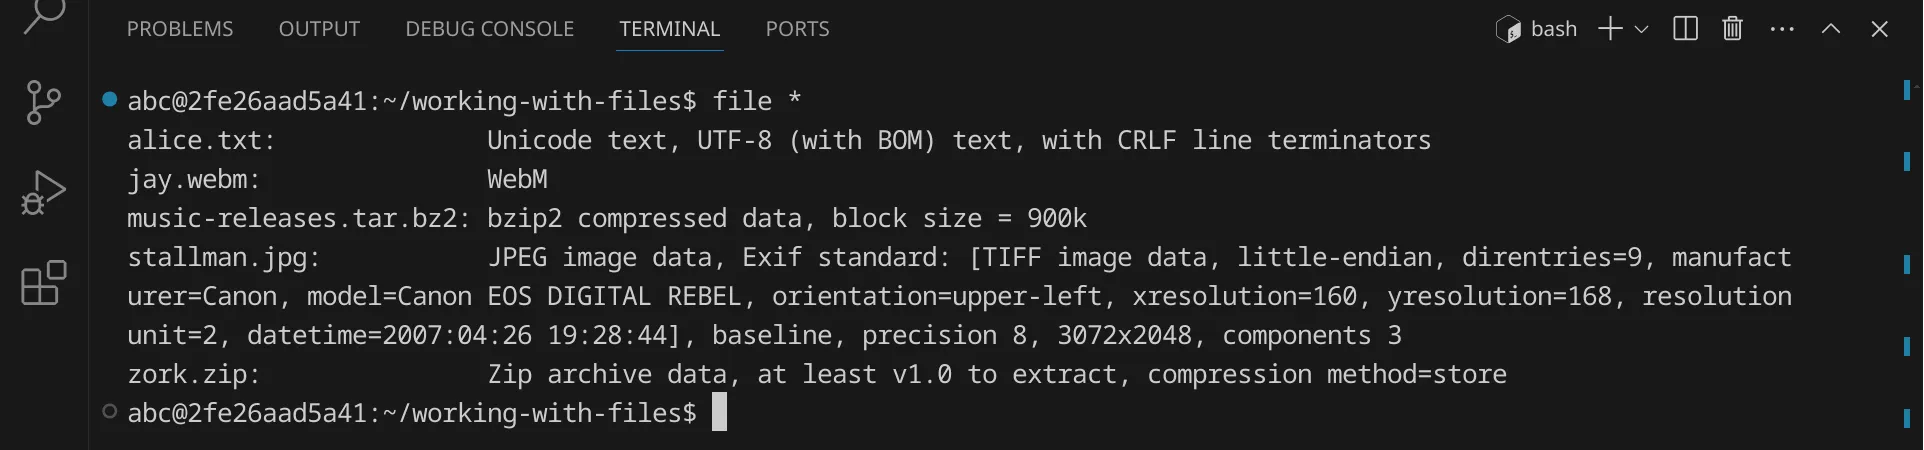 PROBLEMS OUTPUT DEBUG CONSOLE TERMINAL PORTS bash
abc@2fe26aad5a41:~/working-with-files$ file *
alice.txt:              Unicode text, UTF-8 (with BOM) text, with CRLF line terminators
jay.webm:               WebM
music-releases.tar.bz2: bzip2 compressed data, block size = 900k
stallman.jpg:           JPEG image data, Exif standard: [TIFF image data, little-endian, direntries=9, manufact
urer=Canon, model=Canon EOS DIGITAL REBEL, orientation=upper-left, xresolution=160, yresolution=168, resolution
unit=2, datetime=2007:04:26 19:28:44], baseline, precision 8, 3072x2048, components 3
zork.zip:               Zip archive data, at least v1.0 to extract, compression method=store
abc@2fe26aad5a41:~/working-with-files$